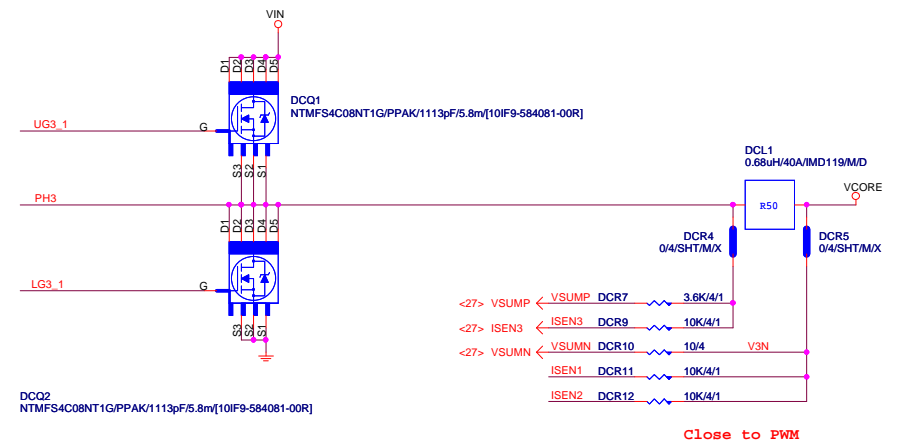 VIN
D1 D2 D3 D4 D5
DCQ1
NTMFS4C08NT1G/PPAK/1113pF/5.8m/[10IF9-584081-00R]
UG3_1
G
S3 S2 S1
DCL1
0.68uH/40A/IMD119/M/D
VCORE
PH3
R50
D1 D2 D3 D4 D5
DCR4
0/4/SHT/M/X
DCR5
0/4/SHT/M/X
LG3_1
G
<27> VSUMP VSUMP DCR7 3.6K/4/1
<27> ISEN3 ISEN3 DCR9 10K/4/1
S3 S2 S1
<27> VSUMN VSUMN DCR10 10/4 V3N
ISEN1 DCR11 10K/4/1
ISEN2 DCR12 10K/4/1
DCQ2
NTMFS4C08NT1G/PPAK/1113pF/5.8m/[10IF9-584081-00R]
Close to PWM